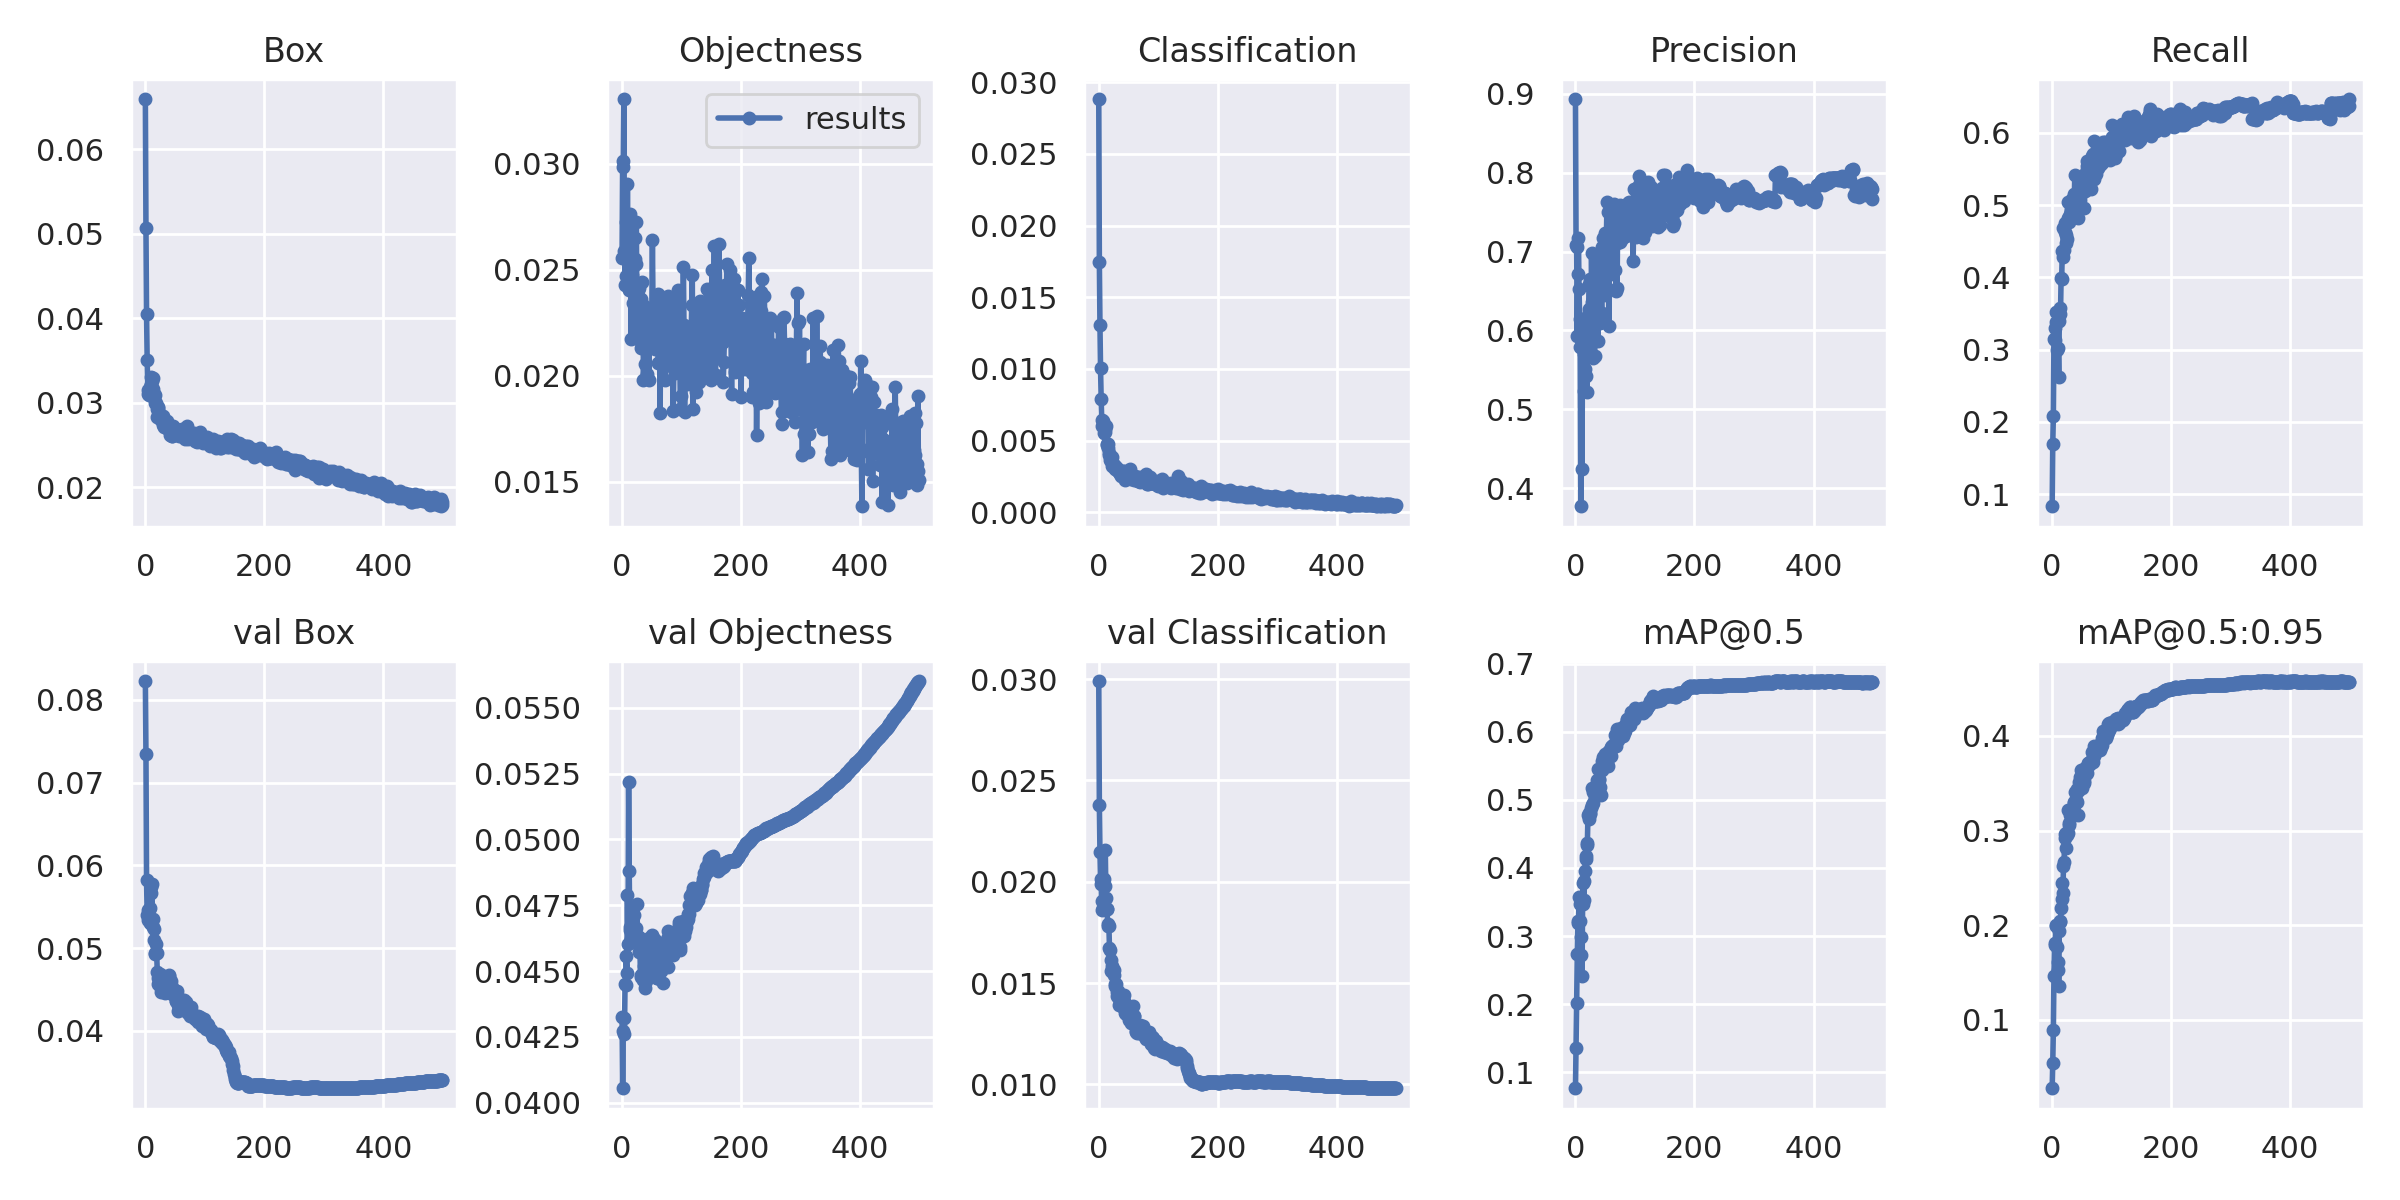 Box
0.06
0.05
0.04
0.03
0.02
0 200 400
Objectness
results
0.030
0.025
0.020
0.015
0 200 400
Classification
0.030
0.025
0.020
0.015
0.010
0.005
0.000
0 200 400
Precision
0.9
0.8
0.7
0.6
0.5
0.4
0 200 400
Recall
0.6
0.5
0.4
0.3
0.2
0.1
0 200 400
val Box
0.08
0.07
0.06
0.05
0.04
0 200 400
val Objectness
0.0550
0.0525
0.0500
0.0475
0.0450
0.0425
0.0400
0 200 400
val Classification
0.030
0.025
0.020
0.015
0.010
0 200 400
mAP@0.5
0.7
0.6
0.5
0.4
0.3
0.2
0.1
0 200 400
mAP@0.5:0.95
0.4
0.3
0.2
0.1
0 200 400